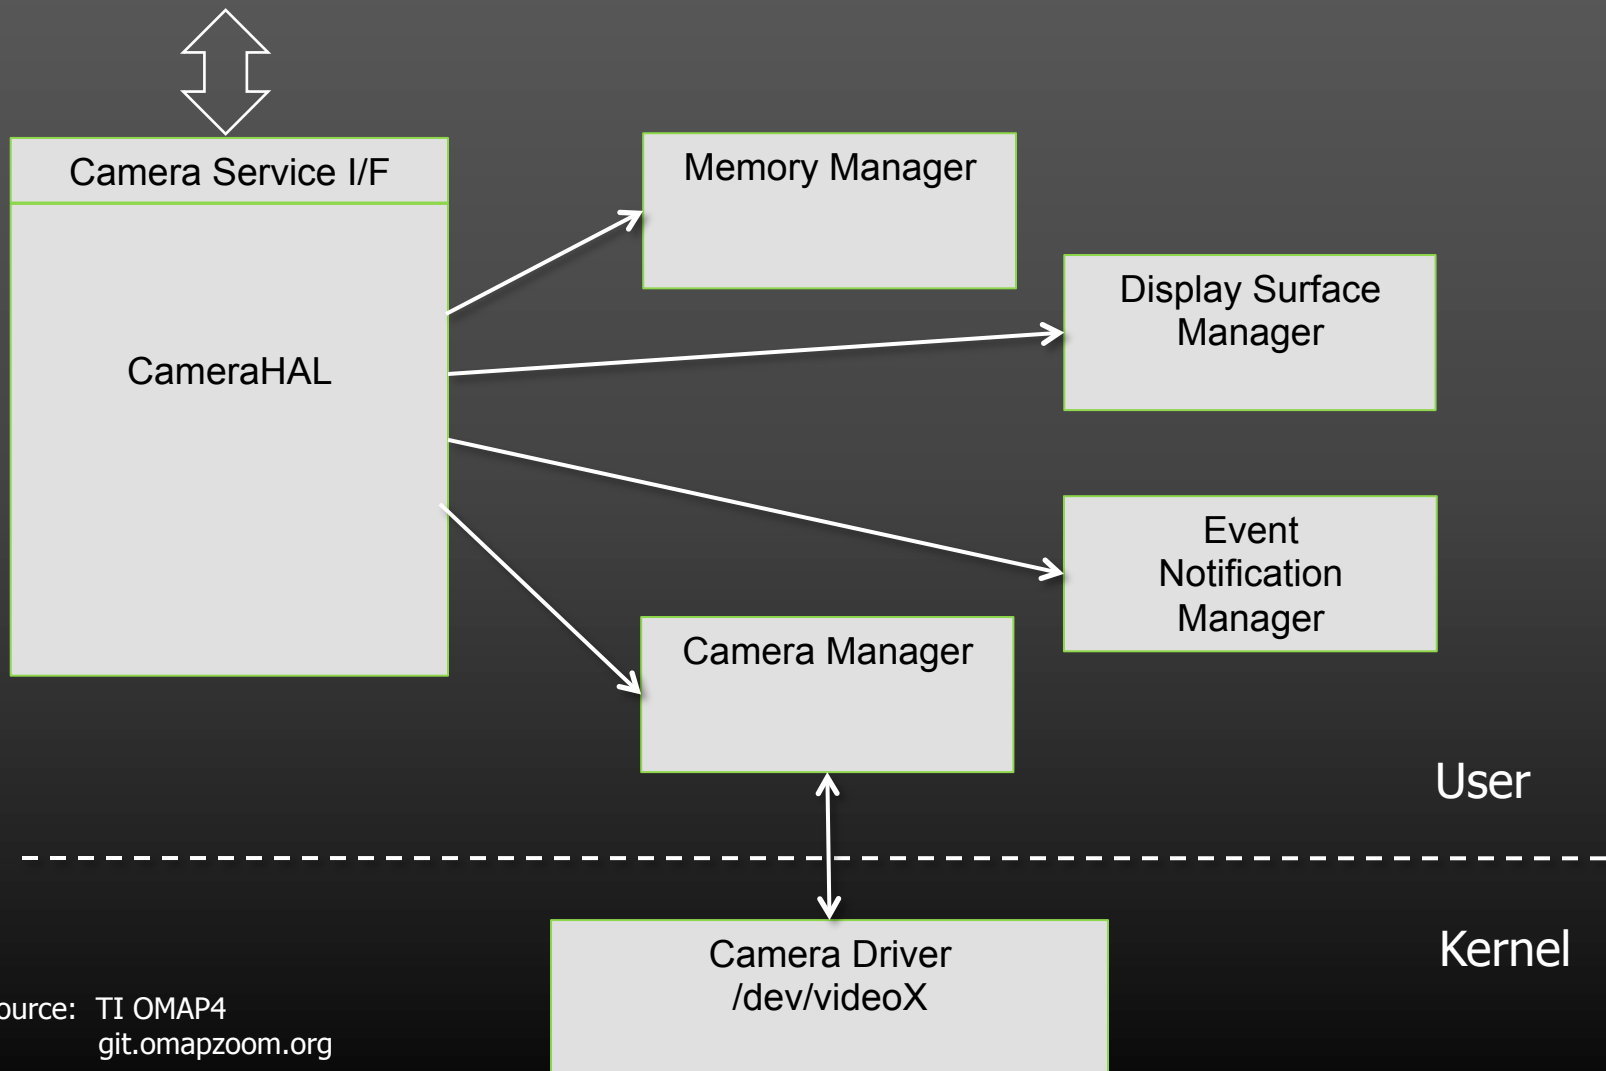 Camera Service I/F
CameraHAL
Memory Manager
Display Surface
Manager
Event
Notification
Manager
Camera Manager
User
Kernel
Camera Driver
/dev/videoX
ource: TI OMAP4
git.omapzoom.org